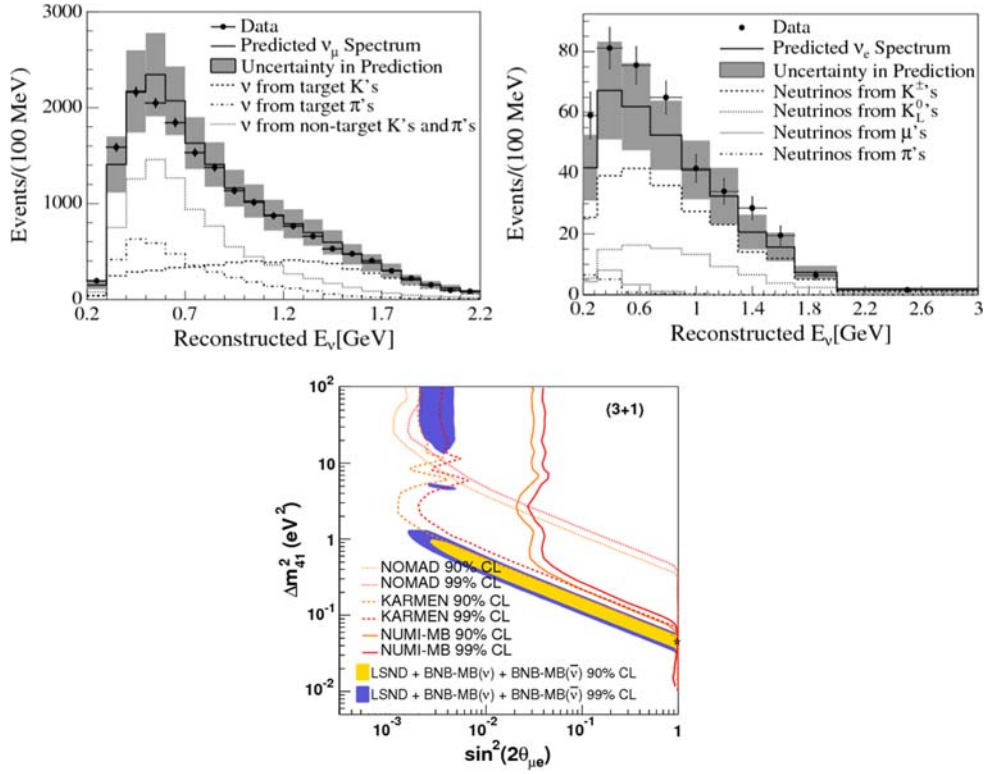 Data
Predicted νμ Spectrum
Uncertainty in Prediction
ν from target K's
ν from target π's
ν from non-target K's and π's
Events/(100 MeV)
3000
2000
1000
0
0.2 0.7 1.2 1.7 2.2
Reconstructed Eν[GeV]
Data
Predicted νe Spectrum
Uncertainty in Prediction
Neutrinos from K±'s
Neutrinos from K0L's
Neutrinos from μ's
Neutrinos from π's
Events/(100 MeV)
80
60
40
20
0
0.2 0.6 1 1.4 1.8 2.2 2.6 3
Reconstructed Eν[GeV]
(3+1)
Δm²41 (eV²)
10²
10
1
10⁻¹
10⁻²
NOMAD 90% CL
NOMAD 99% CL
KARMEN 90% CL
KARMEN 99% CL
NUMI-MB 90% CL
NUMI-MB 99% CL
LSND + BNB-MB(ν) + BNB-MB(ν̄) 90% CL
LSND + BNB-MB(ν) + BNB-MB(ν̄) 99% CL
10⁻³ 10⁻² 10⁻¹ 1
sin²(2θμe)